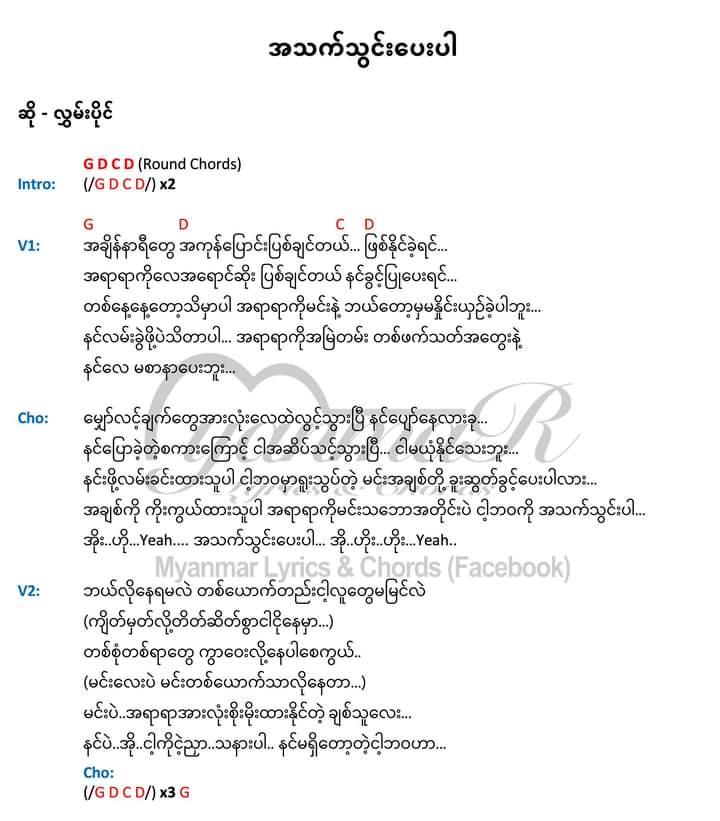 အသက်သွင်းပေးပါ
ဆို - လွှမ်းပိုင်
G D C D (Round Chords)
Intro: (/G D C D/) x2
G D C D
V1: အချိန်နာရီတွေ အကုန်ပြောင်းပြစ်ချင်တယ်... ဖြစ်နိုင်ခဲ့ရင်...
အရာရာကိုလေအရောင်ဆိုး ပြစ်ချင်တယ် နင်ခွင့်ပြုပေးရင်...
တစ်နေ့နေ့တော့သိမှာပါ အရာရာကိုမင်းနဲ့ ဘယ်တော့မှမနှိုင်းယှဉ်ခဲ့ပါဘူး...
နင်လမ်းခွဲဖို့ပဲသိတာပါ... အရာရာကိုအမြဲတမ်း တစ်ဖက်သတ်အတွေးနဲ့
နင်လေ မစာနာပေးဘူး...
Cho: မျှော်လင့်ချက်တွေအားလုံးလေထဲလွင့်သွားပြီ နင်ပျော်နေလားခု...
နင်ပြောခဲ့တဲ့စကားကြောင့် ငါအဆိပ်သင့်သွားပြီ... ငါမယုံနိုင်သေးဘူး...
နင်းဖို့လမ်းခင်းထားသူပါ ငါ့ဘဝမှာရူးသွပ်တဲ့ မင်းအချစ်တို့ ခူးဆွတ်ခွင့်ပေးပါလား...
အချစ်ကို ကိုးကွယ်ထားသူပါ အရာရာကိုမင်းသဘောအတိုင်းပဲ ငါ့ဘဝကို အသက်သွင်းပါ...
အိုး..ဟို...Yeah.... အသက်သွင်းပေးပါ... အို..ဟိုး..ဟိုး...Yeah..
Myanmar Lyrics & Chords (Facebook)
V2: ဘယ်လိုနေရမလဲ တစ်ယောက်တည်းငါ့လူတွေမမြင်လဲ
(ကျိတ်မှတ်လို့တိတ်ဆိတ်စွာငါငိုနေမှာ...)
တစ်စုံတစ်ရာတွေ ကွာဝေးလို့နေပါစေကွယ်..
(မင်းလေးပဲ မင်းတစ်ယောက်သာလိုနေတာ...)
မင်းပဲ..အရာရာအားလုံးစိုးမိုးထားနိုင်တဲ့ ချစ်သူလေး...
နင်ပဲ..အို..ငါ့ကိုငဲ့ညှာ..သနားပါ.. နင်မရှိတော့တဲ့ငါ့ဘဝဟာ...
Cho:
(/G D C D/) x3 G